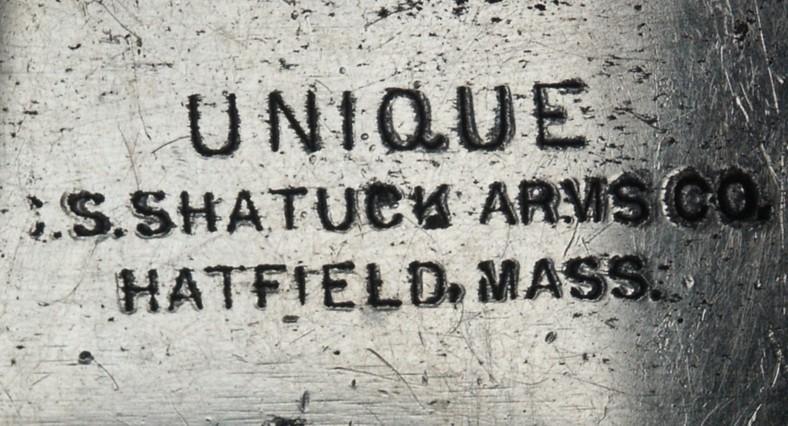 UNIQUE
.S.SHATUCK ARMS CO.
HATFIELD, MASS.